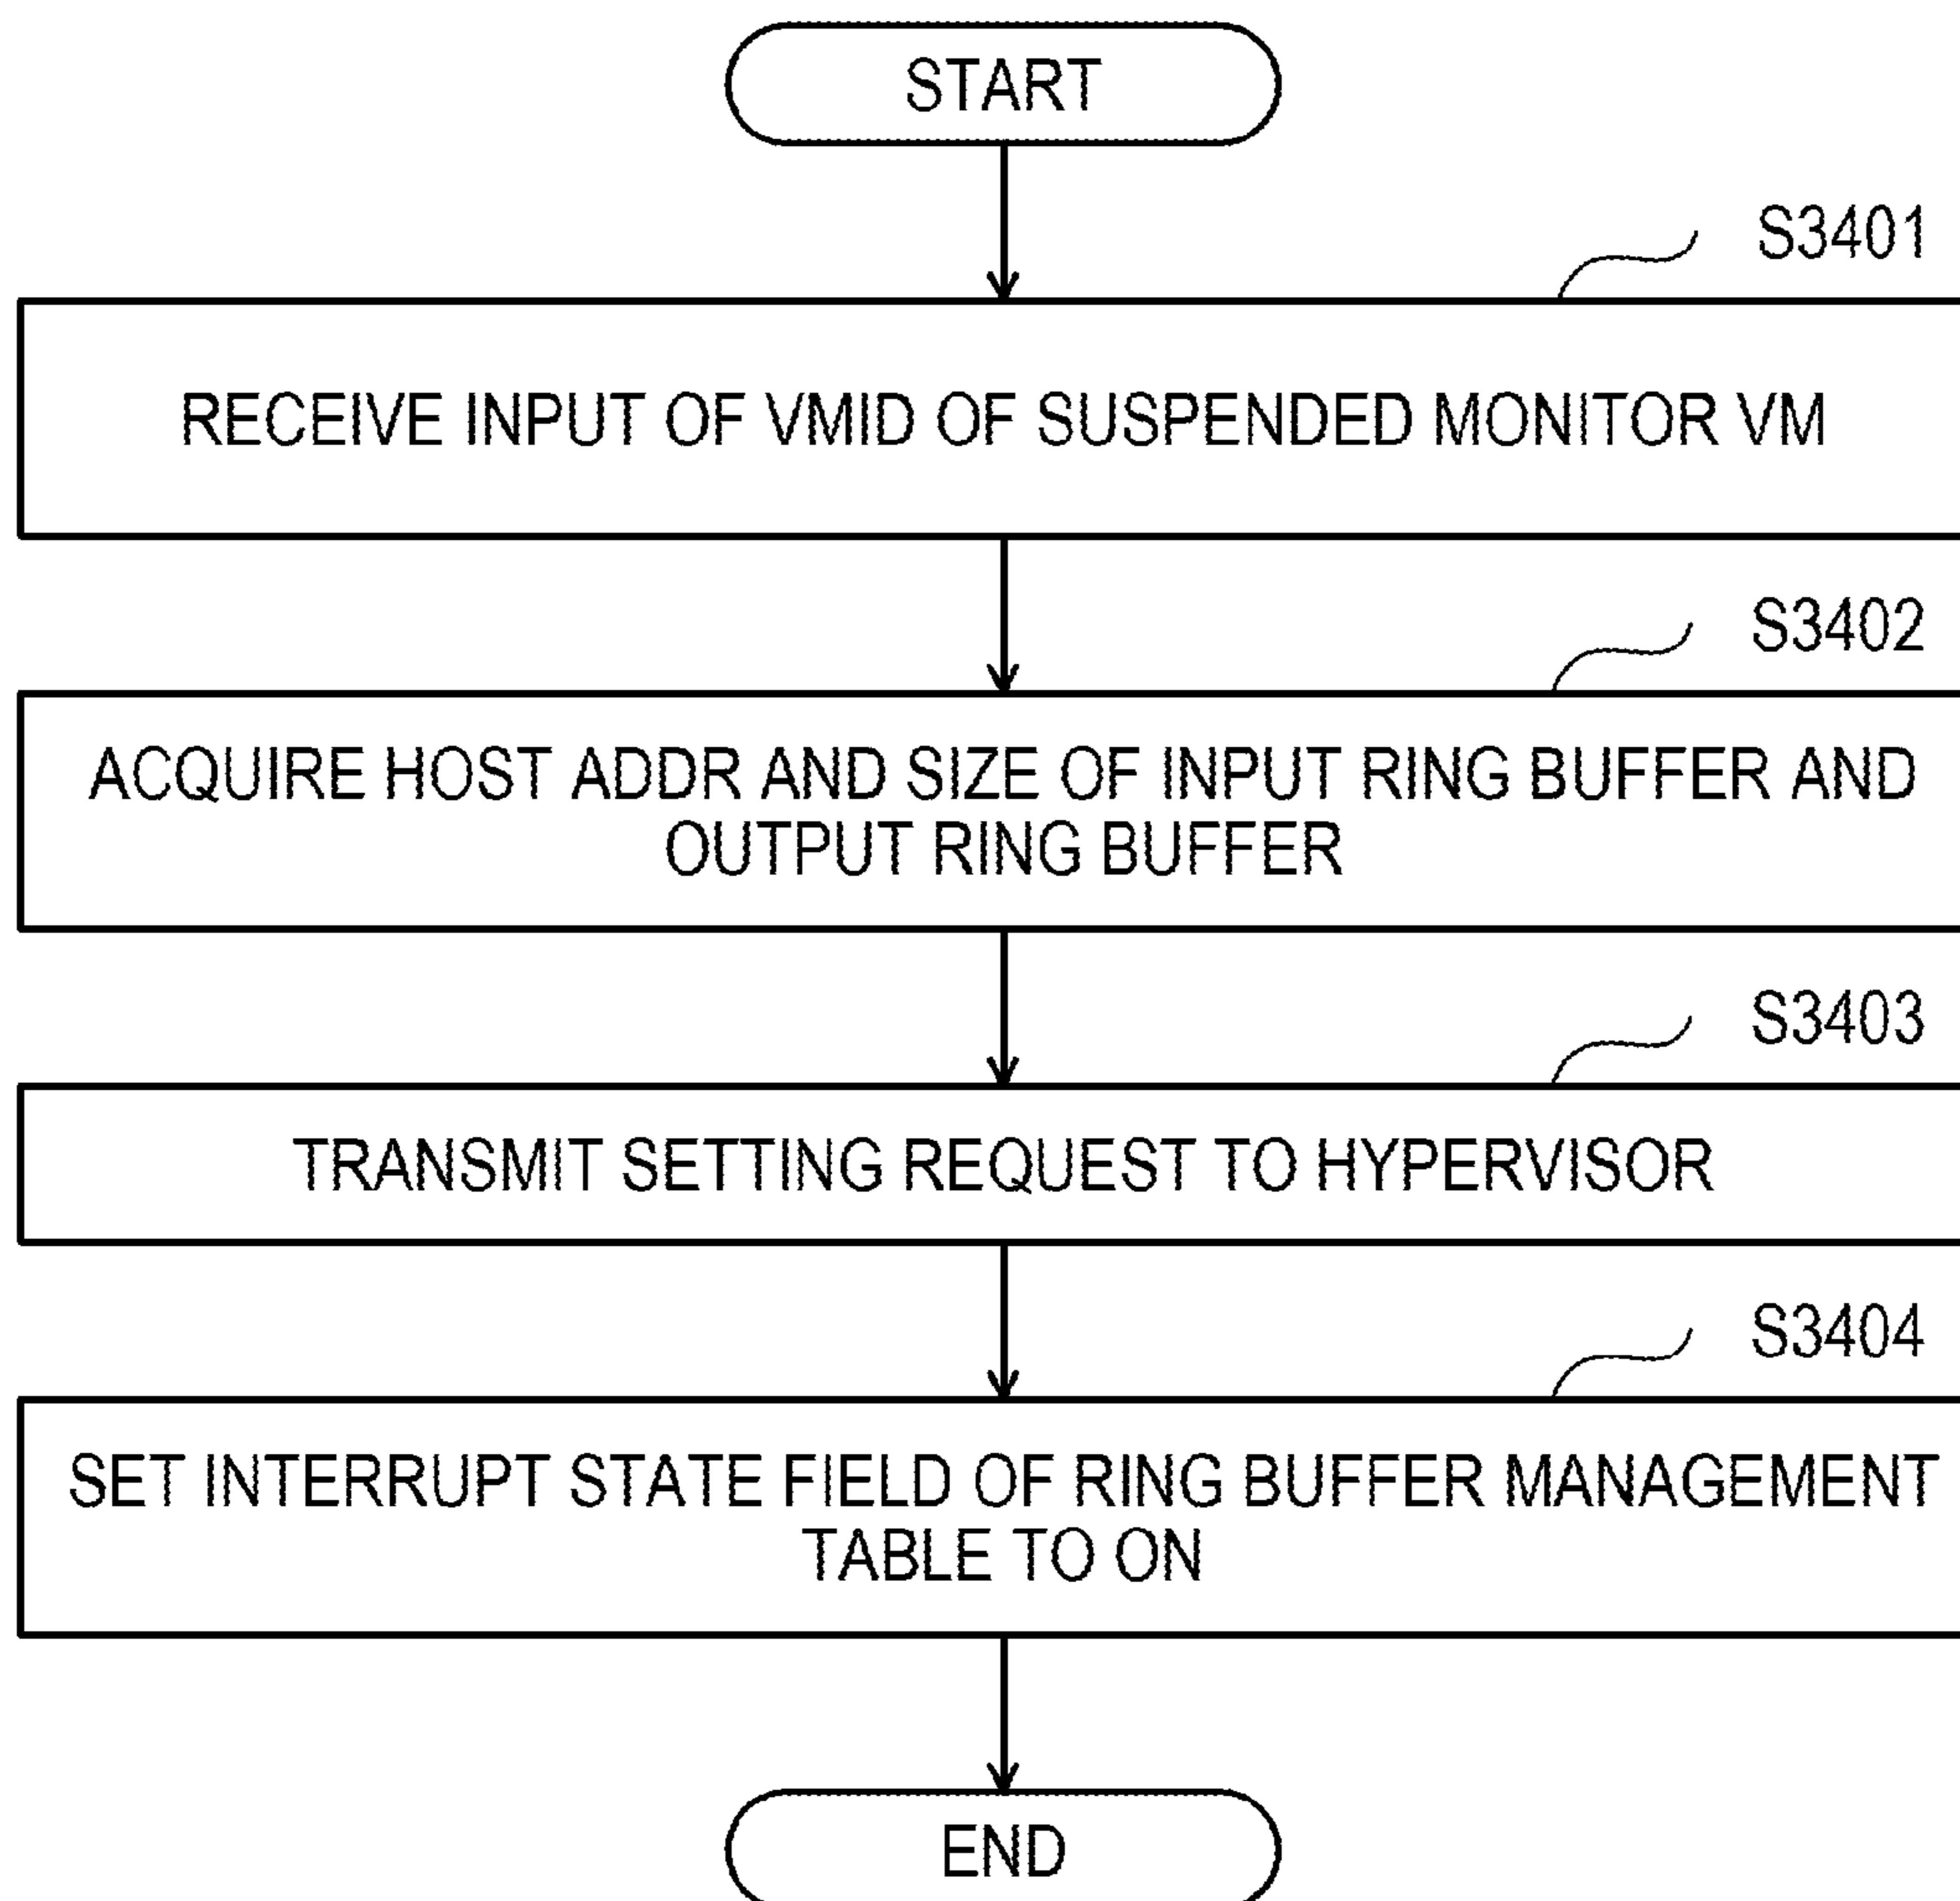 START
S3401
RECEIVE INPUT OF VMID OF SUSPENDED MONITOR VM
S3402
ACQUIRE HOST ADDR AND SIZE OF INPUT RING BUFFER AND
OUTPUT RING BUFFER
S3403
TRANSMIT SETTING REQUEST TO HYPERVISOR
S3404
SET INTERRUPT STATE FIELD OF RING BUFFER MANAGEMENT
TABLE TO ON
END